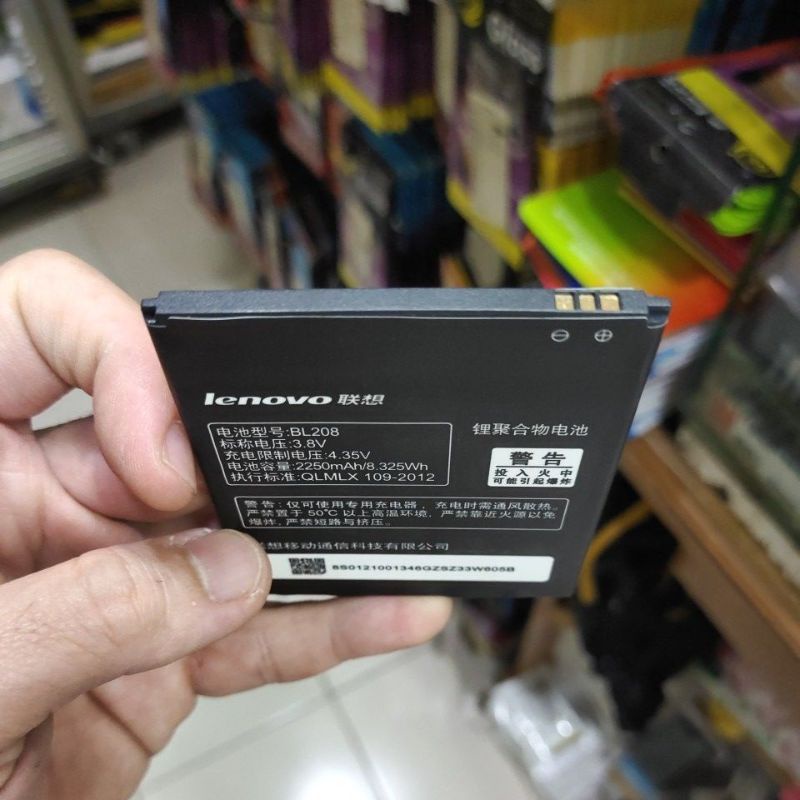 lenovo 联想
电池型号:BL208
标称电压:3.8V
充电限制电压:4.35V
电池容量:2250mAh/8.325Wh
执行标准:QLMLX 109-2012
锂聚合物电池
警告
投入火中
可能引起爆炸
警告:仅可使用专用充电器，充电时需通风散热。
严禁置于50℃以上高温环境，严禁靠近火源以免
爆炸，严禁短路与挤压。
想移动通信科技有限公司
8S0121001346GZSZ33W605B